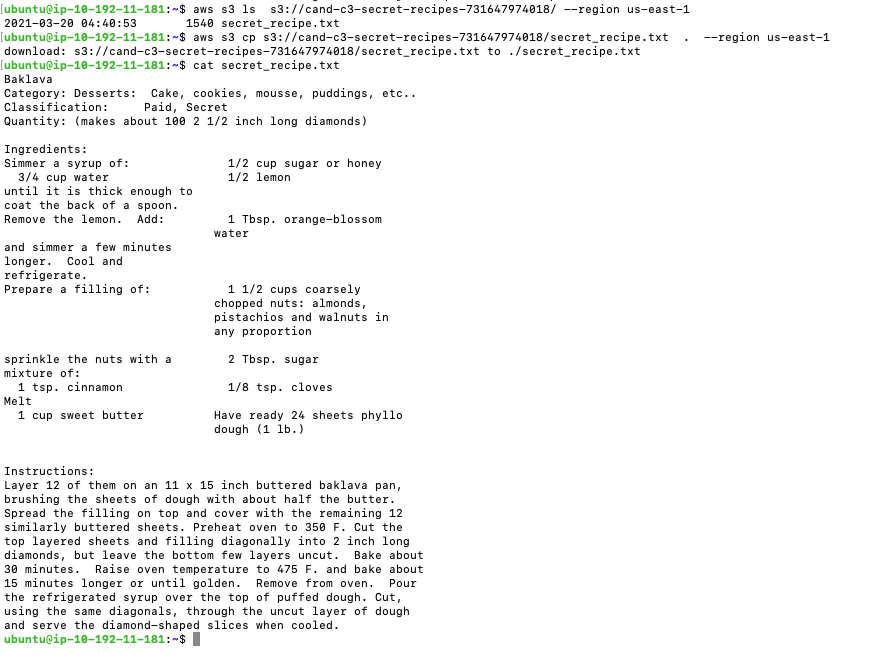 [ubuntu@ip-10-192-11-181:~$ aws s3 ls  s3://cand-c3-secret-recipes-731647974018/ --region us-east-1
2021-03-20 04:40:53       1540 secret_recipe.txt
[ubuntu@ip-10-192-11-181:~$ aws s3 cp s3://cand-c3-secret-recipes-731647974018/secret_recipe.txt  .  --region us-east-1
download: s3://cand-c3-secret-recipes-731647974018/secret_recipe.txt to ./secret_recipe.txt
[ubuntu@ip-10-192-11-181:~$ cat secret_recipe.txt
Baklava
Category: Desserts:  Cake, cookies, mousse, puddings, etc..
Classification:     Paid, Secret
Quantity: (makes about 100 2 1/2 inch long diamonds)

Ingredients:
Simmer a syrup of:              1/2 cup sugar or honey
  3/4 cup water                 1/2 lemon
until it is thick enough to
coat the back of a spoon.
Remove the lemon.  Add:         1 Tbsp. orange-blossom
                              water
and simmer a few minutes
longer.  Cool and
refrigerate.
Prepare a filling of:           1 1/2 cups coarsely
                              chopped nuts: almonds,
                              pistachios and walnuts in
                              any proportion

sprinkle the nuts with a        2 Tbsp. sugar
mixture of:
  1 tsp. cinnamon               1/8 tsp. cloves
Melt
  1 cup sweet butter          Have ready 24 sheets phyllo
                              dough (1 lb.)


Instructions:
Layer 12 of them on an 11 x 15 inch buttered baklava pan,
brushing the sheets of dough with about half the butter.
Spread the filling on top and cover with the remaining 12
similarly buttered sheets. Preheat oven to 350 F. Cut the
top layered sheets and filling diagonally into 2 inch long
diamonds, but leave the bottom few layers uncut.  Bake about
30 minutes.  Raise oven temperature to 475 F. and bake about
15 minutes longer or until golden.  Remove from oven.  Pour
the refrigerated syrup over the top of puffed dough. Cut,
using the same diagonals, through the uncut layer of dough
and serve the diamond-shaped slices when cooled.
ubuntu@ip-10-192-11-181:~$